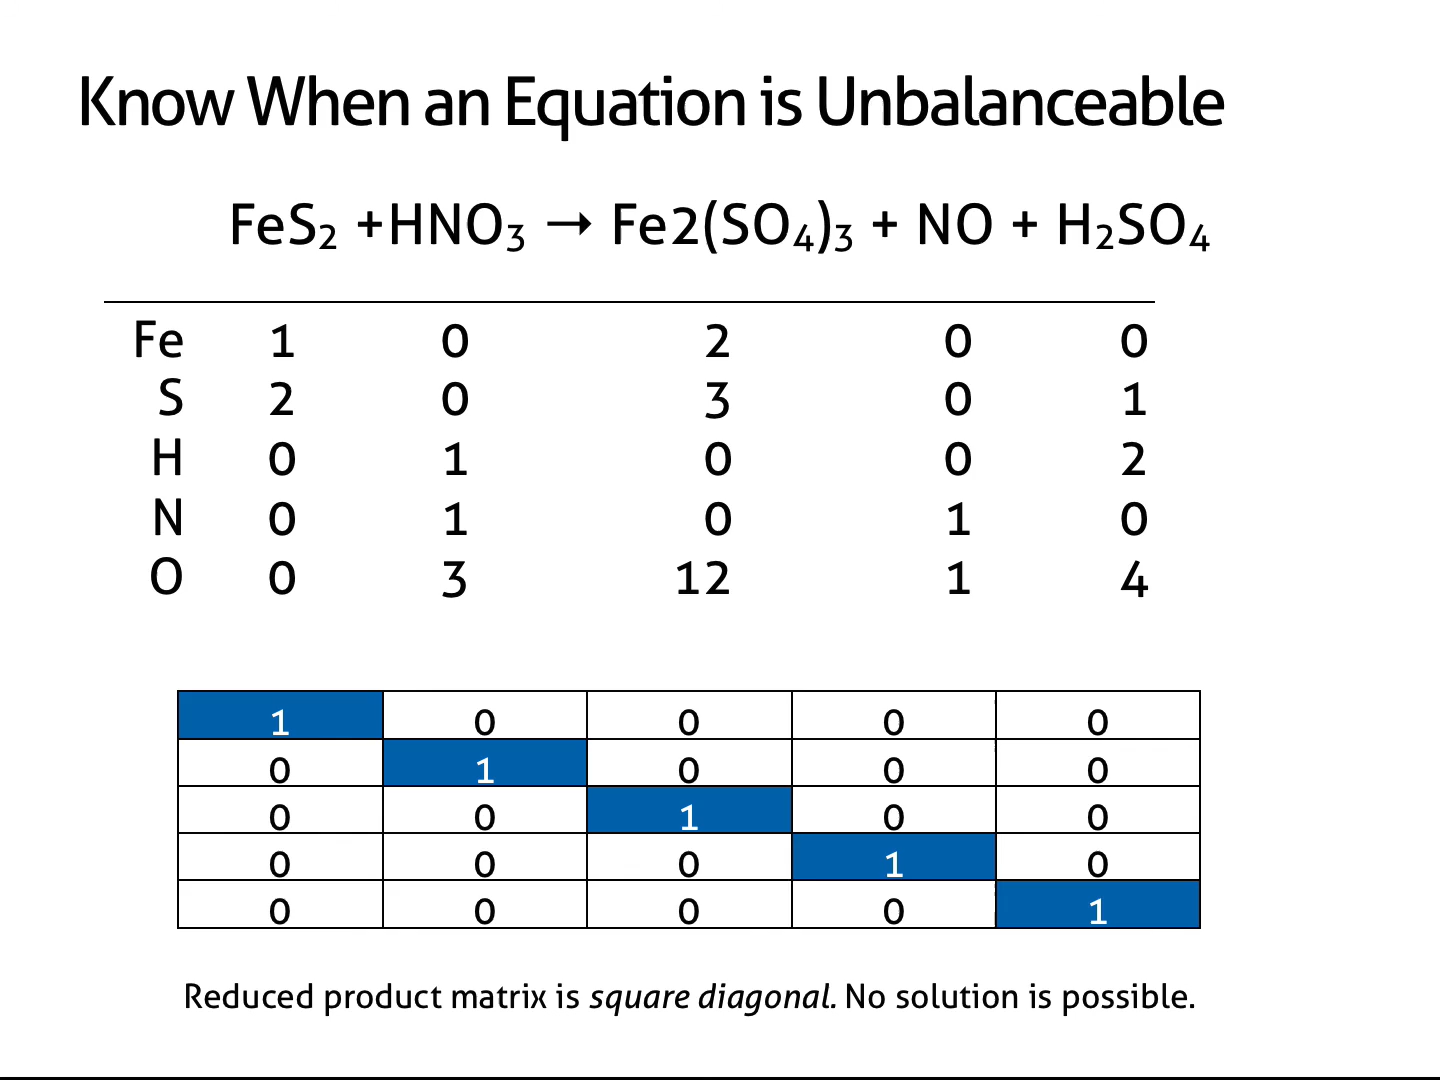 Know When an Equation is Unbalanceable
FeS₂ +HNO₃ → Fe2(SO₄)₃ + NO + H₂SO₄
Fe 1 0 2 0 0
S 2 0 3 0 1
H 0 1 0 0 2
N 0 1 0 1 0
O 0 3 12 1 4
1 0 0 0 0
0 1 0 0 0
0 0 1 0 0
0 0 0 1 0
0 0 0 0 1
Reduced product matrix is square diagonal. No solution is possible.